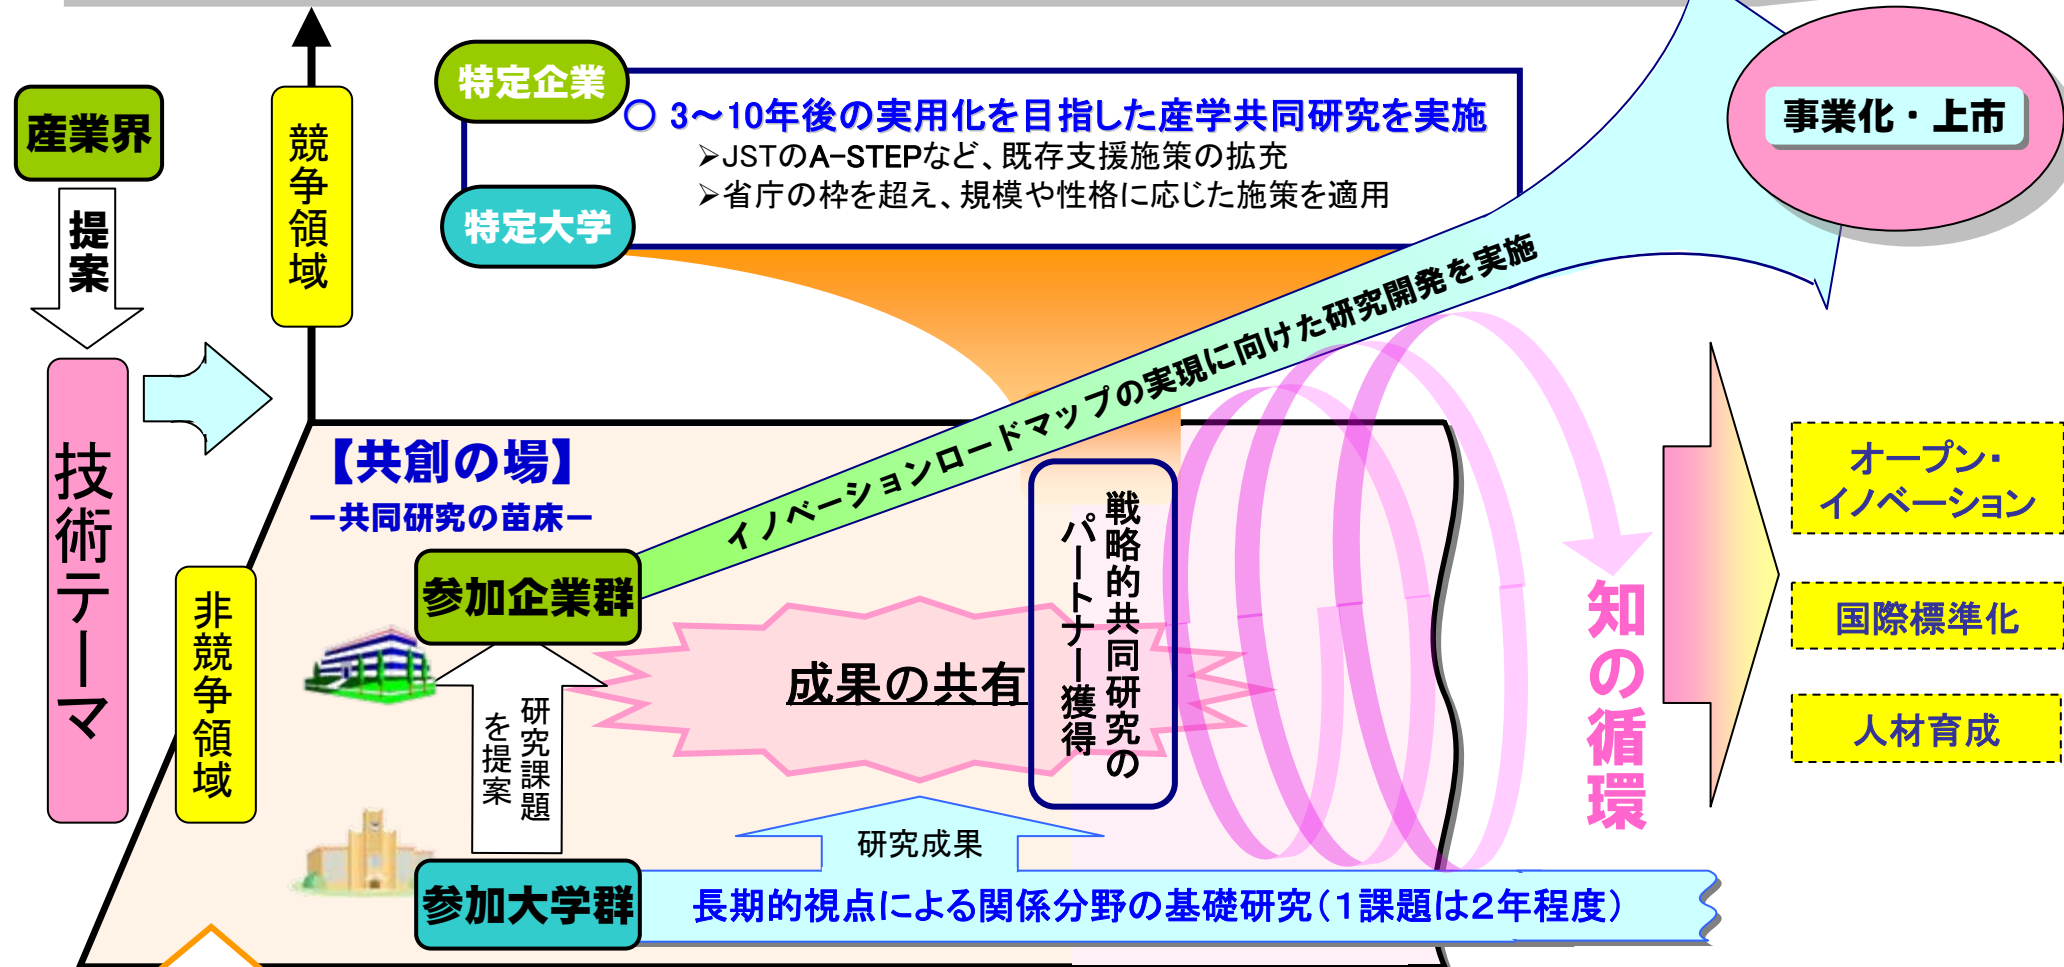 産業界
提案
技術テーマ
競争領域
非競争領域
特定企業
特定大学
○ 3～10年後の実用化を目指した産学共同研究を実施
➢JSTのA-STEPなど、既存支援施策の拡充
➢省庁の枠を超え、規模や性格に応じた施策を適用
事業化・上市
イノベーションロードマップの実現に向けた研究開発を実施
【共創の場】
－共同研究の苗床－
参加企業群
研究課題
を提案
参加大学群
成果の共有
戦略的共同研究の
パートナー獲得
研究成果
長期的視点による関係分野の基礎研究（１課題は２年程度）
知の循環
オープン・
イノベーション
国際標準化
人材育成